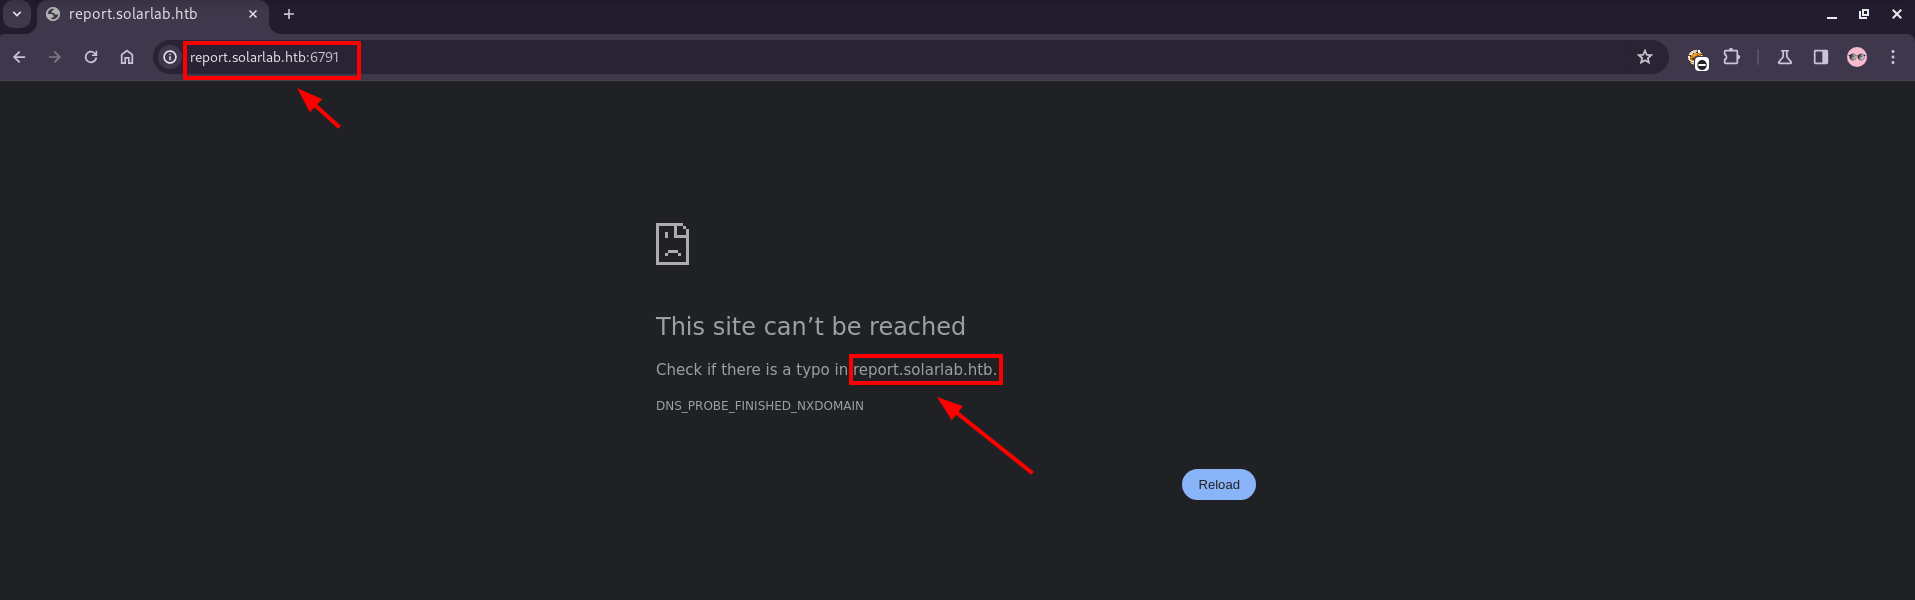 report.solarlab.htb
report.solarlab.htb:6791
This site can’t be reached
Check if there is a typo in report.solarlab.htb.
DNS_PROBE_FINISHED_NXDOMAIN
Reload